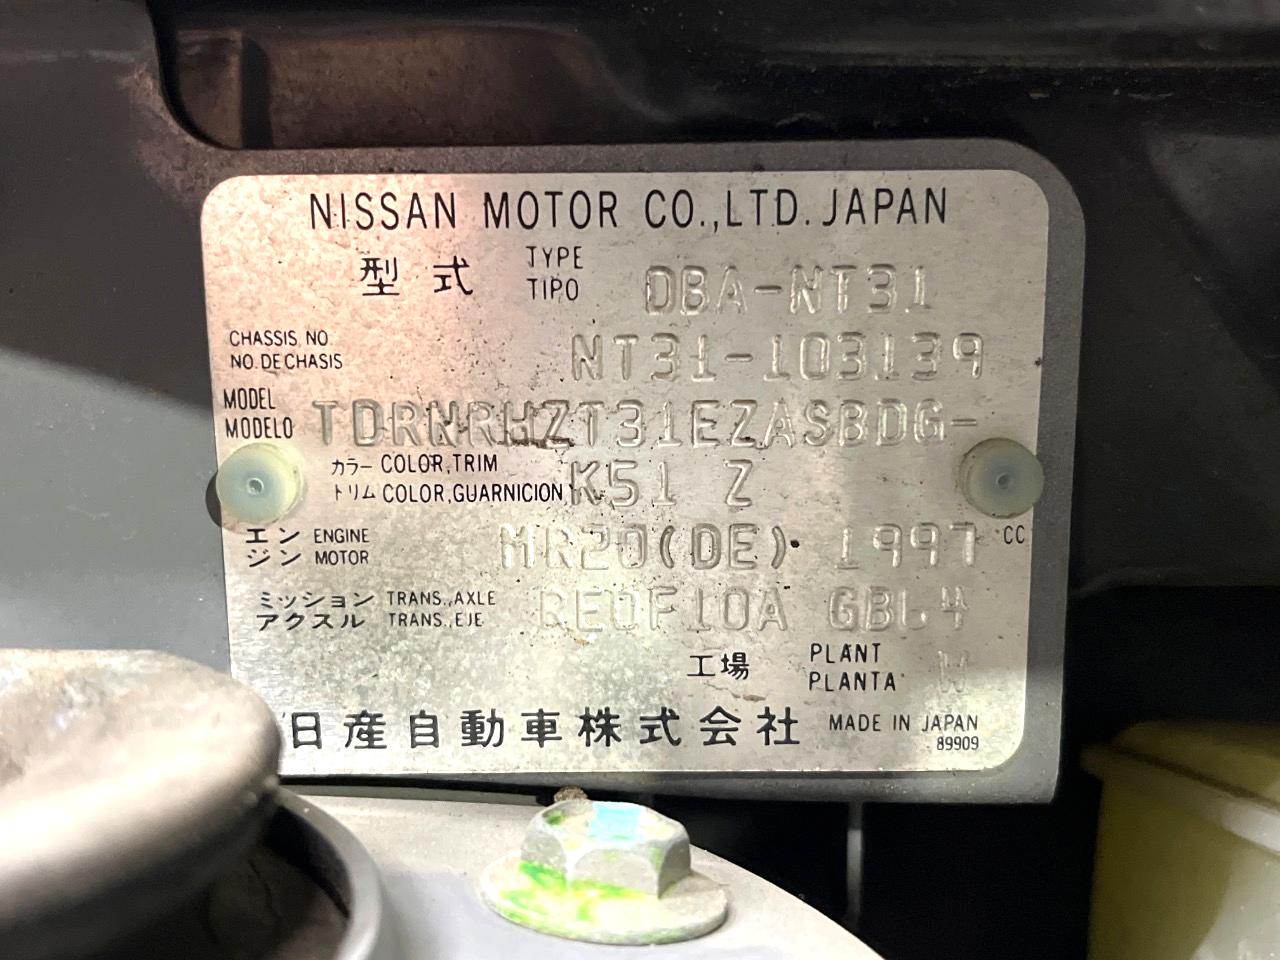 NISSAN MOTOR CO.,LTD. JAPAN
型式 TYPE TIPO DBA-NT31
CHASSIS NO
NO. DE CHASIS NT31-103139
MODEL
MODELO TDRNRHZT31EZASBDG-
カラー COLOR,TRIM
トリム COLOR,GUARNICION K51 Z
エン ENGINE
ジン MOTOR MR20(DE) 1997 CC
ミッション TRANS.,AXLE
アクスル TRANS.,EJE RE0F10A GB64
工場 PLANT
PLANTA W
日産自動車株式会社 MADE IN JAPAN
89909